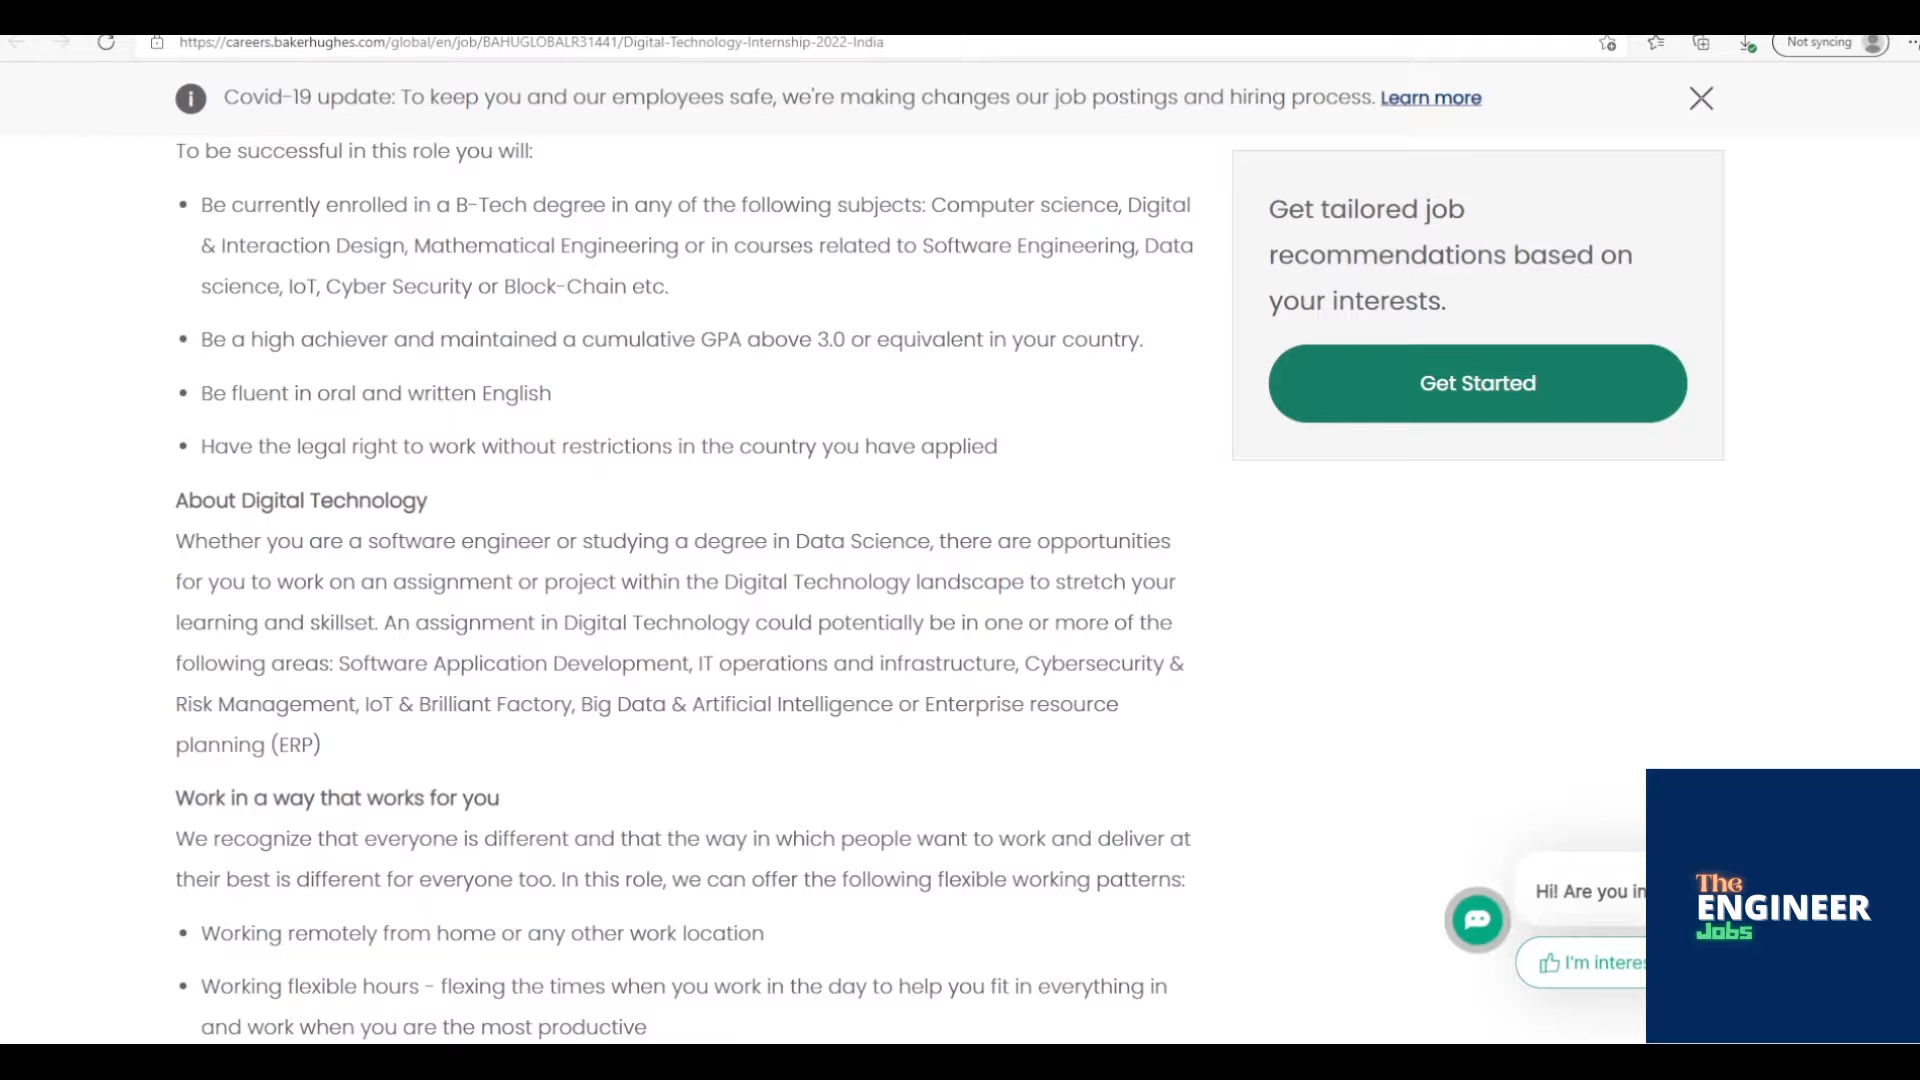 https://careers.bakerhughes.com/global/en/job/BAHUGLOBALR31441/Digital-Technology-Internship-2022-India
Not syncing
Covid-19 update: To keep you and our employees safe, we're making changes our job postings and hiring process. Learn more
To be successful in this role you will:
• Be currently enrolled in a B-Tech degree in any of the following subjects: Computer science, Digital
& Interaction Design, Mathematical Engineering or in courses related to Software Engineering, Data
science, IoT, Cyber Security or Block-Chain etc.
• Be a high achiever and maintained a cumulative GPA above 3.0 or equivalent in your country.
• Be fluent in oral and written English
• Have the legal right to work without restrictions in the country you have applied
About Digital Technology
Whether you are a software engineer or studying a degree in Data Science, there are opportunities
for you to work on an assignment or project within the Digital Technology landscape to stretch your
learning and skillset. An assignment in Digital Technology could potentially be in one or more of the
following areas: Software Application Development, IT operations and infrastructure, Cybersecurity &
Risk Management, IoT & Brilliant Factory, Big Data & Artificial Intelligence or Enterprise resource
planning (ERP)
Work in a way that works for you
We recognize that everyone is different and that the way in which people want to work and deliver at
their best is different for everyone too. In this role, we can offer the following flexible working patterns:
• Working remotely from home or any other work location
• Working flexible hours - flexing the times when you work in the day to help you fit in everything in
and work when you are the most productive
Get tailored job
recommendations based on
your interests.
Get Started
Hi! Are you in
I'm interes
The
ENGINEER
Jobs